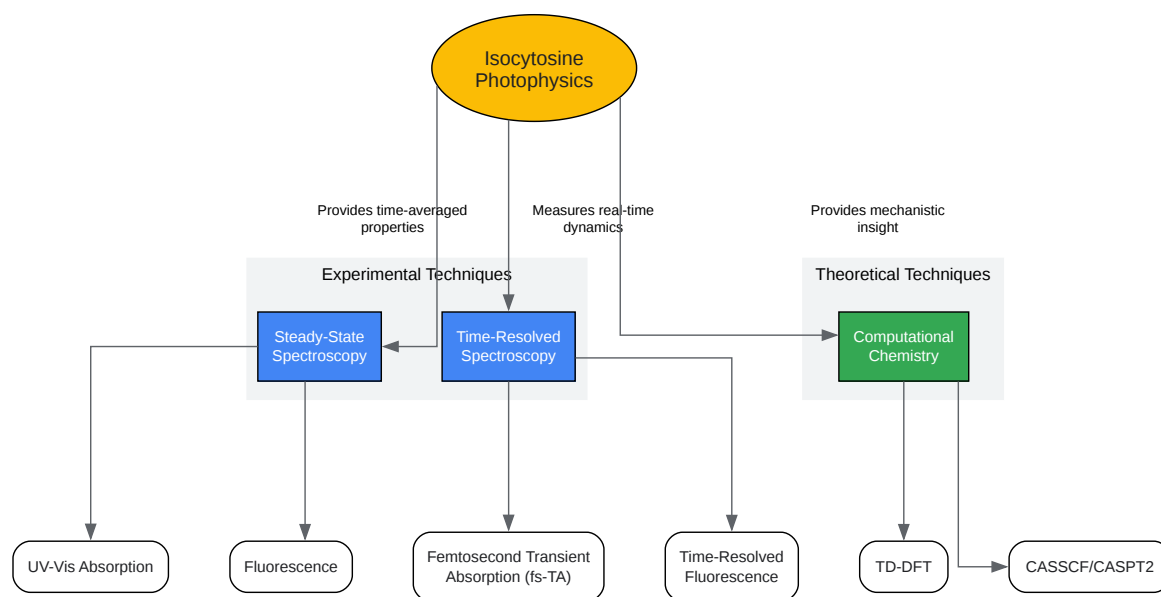 Isocytosine
Photophysics
Provides time-averaged
properties
Measures real-time
dynamics
Provides mechanistic
insight
Experimental Techniques
Theoretical Techniques
Steady-State
Spectroscopy
Time-Resolved
Spectroscopy
Computational
Chemistry
UV-Vis Absorption
Fluorescence
Femtosecond Transient
Absorption (fs-TA)
Time-Resolved
Fluorescence
TD-DFT
CASSCF/CASPT2